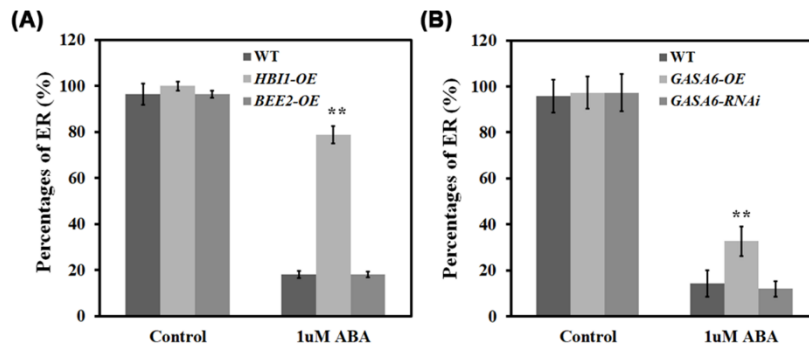 (A)
Percentages of ER (%)
120
100
80
60
40
20
0
WT
HBI1-OE
BEE2-OE
**
Control
1uM ABA
(B)
Percentages of ER (%)
120
100
80
60
40
20
0
WT
GASA6-OE
GASA6-RNAi
**
Control
1uM ABA